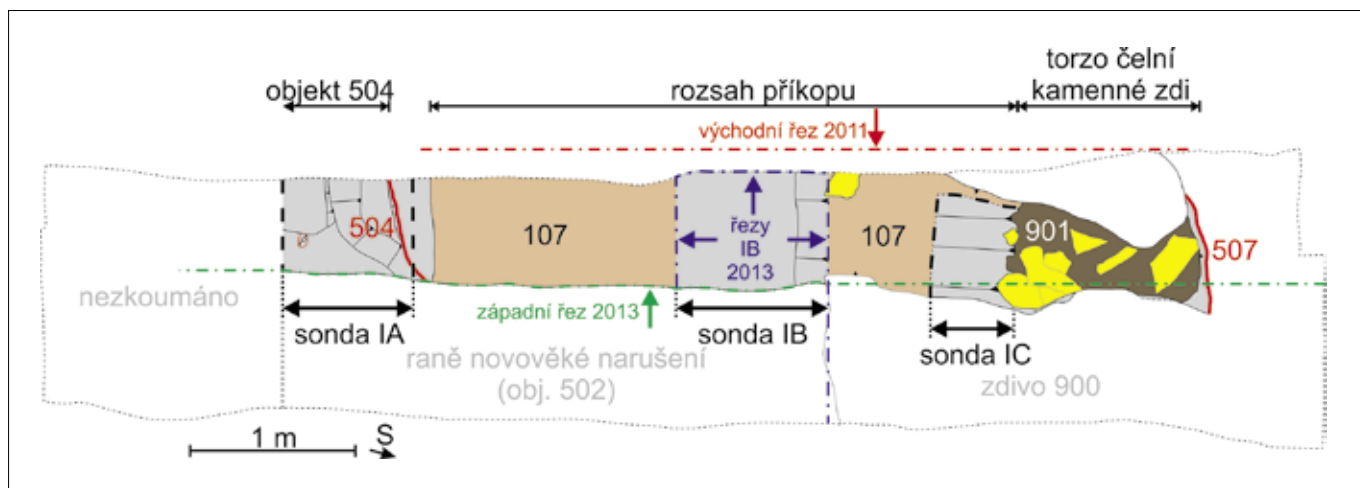 objekt 504
rozsah příkopu
torzo čelní
kamenné zdi
východní řez 2011
504
107
řezy
IB
2013
107
901
507
nezkoumáno
sonda IA
západní řez 2013
sonda IB
sonda IC
raně novověké narušení
(obj. 502)
zdivo 900
1 m
S